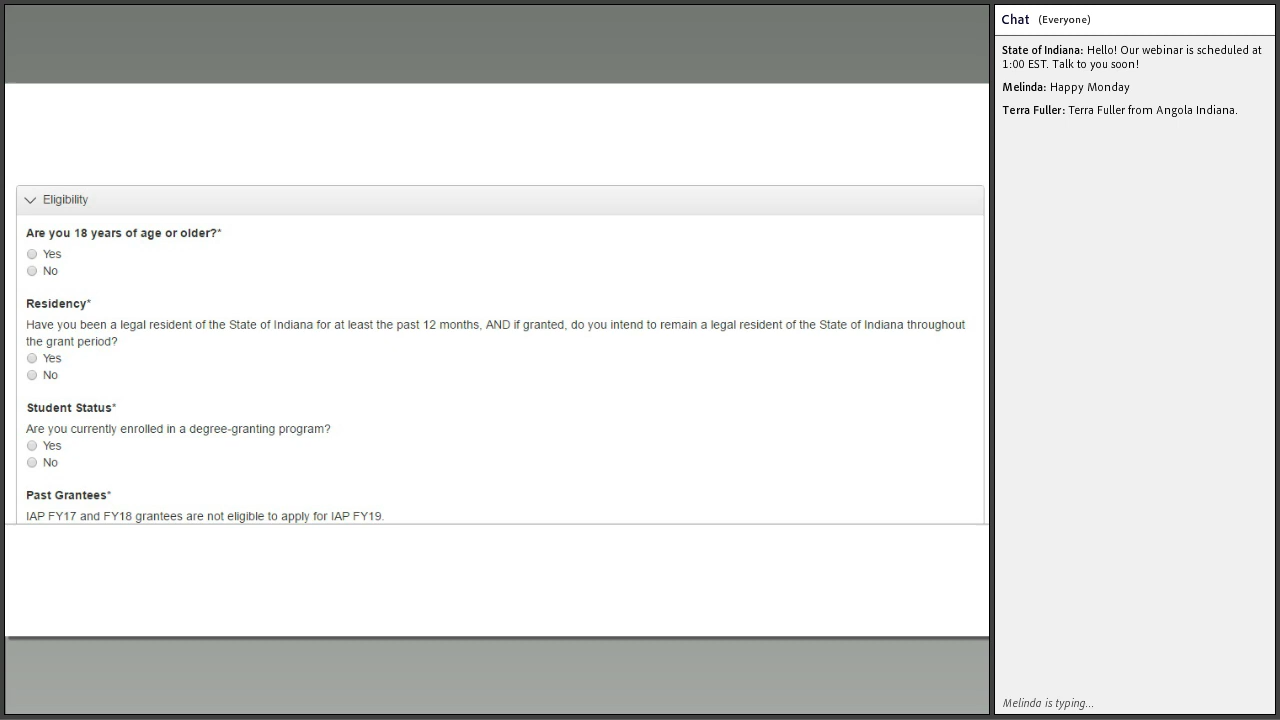 Eligibility
Are you 18 years of age or older?*
Yes
No
Residency*
Have you been a legal resident of the State of Indiana for at least the past 12 months, AND if granted, do you intend to remain a legal resident of the State of Indiana throughout
the grant period?
Yes
No
Student Status*
Are you currently enrolled in a degree-granting program?
Yes
No
Past Grantees*
IAP FY17 and FY18 grantees are not eligible to apply for IAP FY19.
Chat (Everyone)
State of Indiana: Hello! Our webinar is scheduled at
1:00 EST. Talk to you soon!
Melinda: Happy Monday
Terra Fuller: Terra Fuller from Angola Indiana.
Melinda is typing...